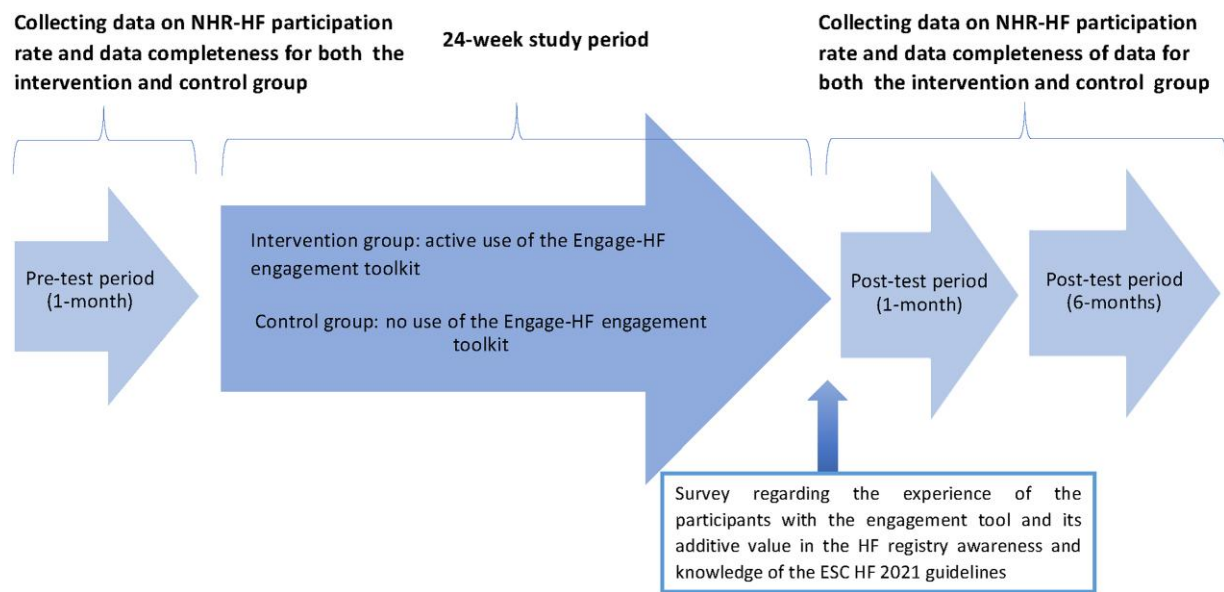 Collecting data on NHR-HF participation
rate and data completeness for both the
intervention and control group
24-week study period
Collecting data on NHR-HF participation
rate and data completeness of data for
both the intervention and control group
Pre-test period
(1-month)
Intervention group: active use of the Engage-HF
engagement toolkit
Control group: no use of the Engage-HF engagement
toolkit
Post-test period
(1-month)
Post-test period
(6-months)
Survey regarding the experience of the
participants with the engagement tool and its
additive value in the HF registry awareness and
knowledge of the ESC HF 2021 guidelines